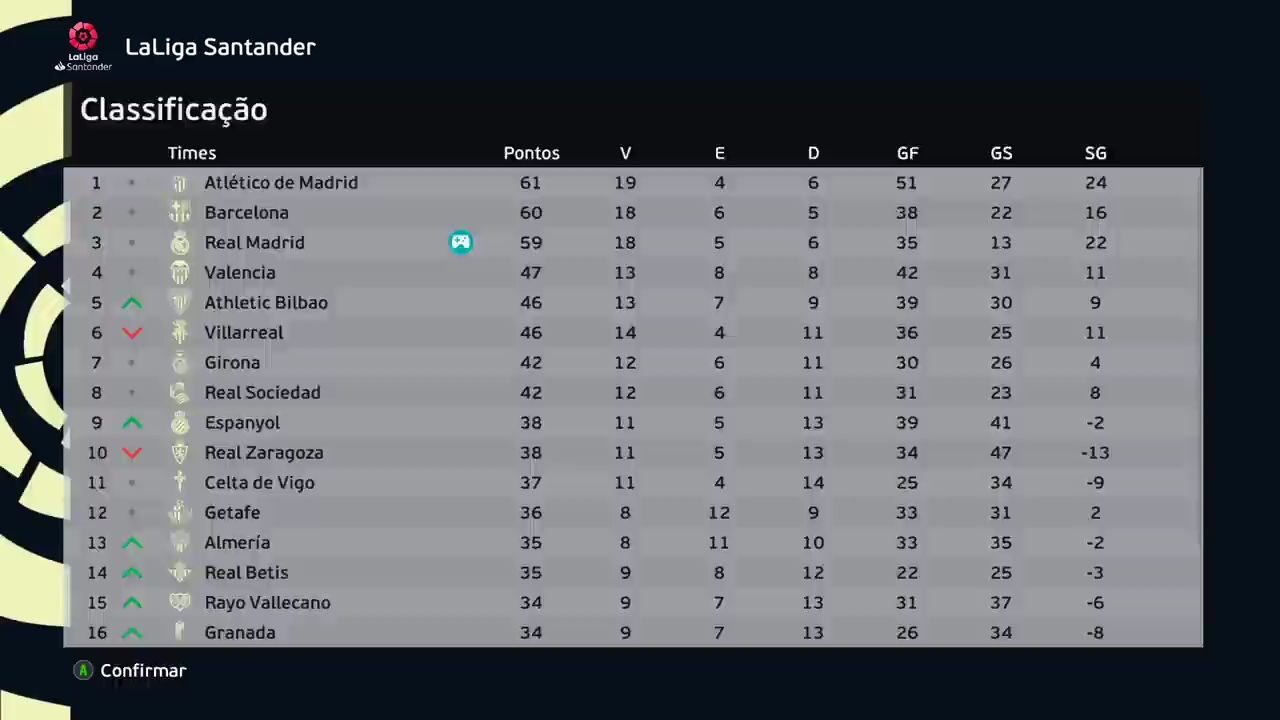 LaLiga
Santander
LaLiga Santander
Classificação
Times Pontos V E D GF GS SG
1 Atlético de Madrid 61 19 4 6 51 27 24
2 Barcelona 60 18 6 5 38 22 16
3 Real Madrid 59 18 5 6 35 13 22
4 Valencia 47 13 8 8 42 31 11
5 Athletic Bilbao 46 13 7 9 39 30 9
6 Villarreal 46 14 4 11 36 25 11
7 Girona 42 12 6 11 30 26 4
8 Real Sociedad 42 12 6 11 31 23 8
9 Espanyol 38 11 5 13 39 41 -2
10 Real Zaragoza 38 11 5 13 34 47 -13
11 Celta de Vigo 37 11 4 14 25 34 -9
12 Getafe 36 8 12 9 33 31 2
13 Almería 35 8 11 10 33 35 -2
14 Real Betis 35 9 8 12 22 25 -3
15 Rayo Vallecano 34 9 7 13 31 37 -6
16 Granada 34 9 7 13 26 34 -8
A Confirmar